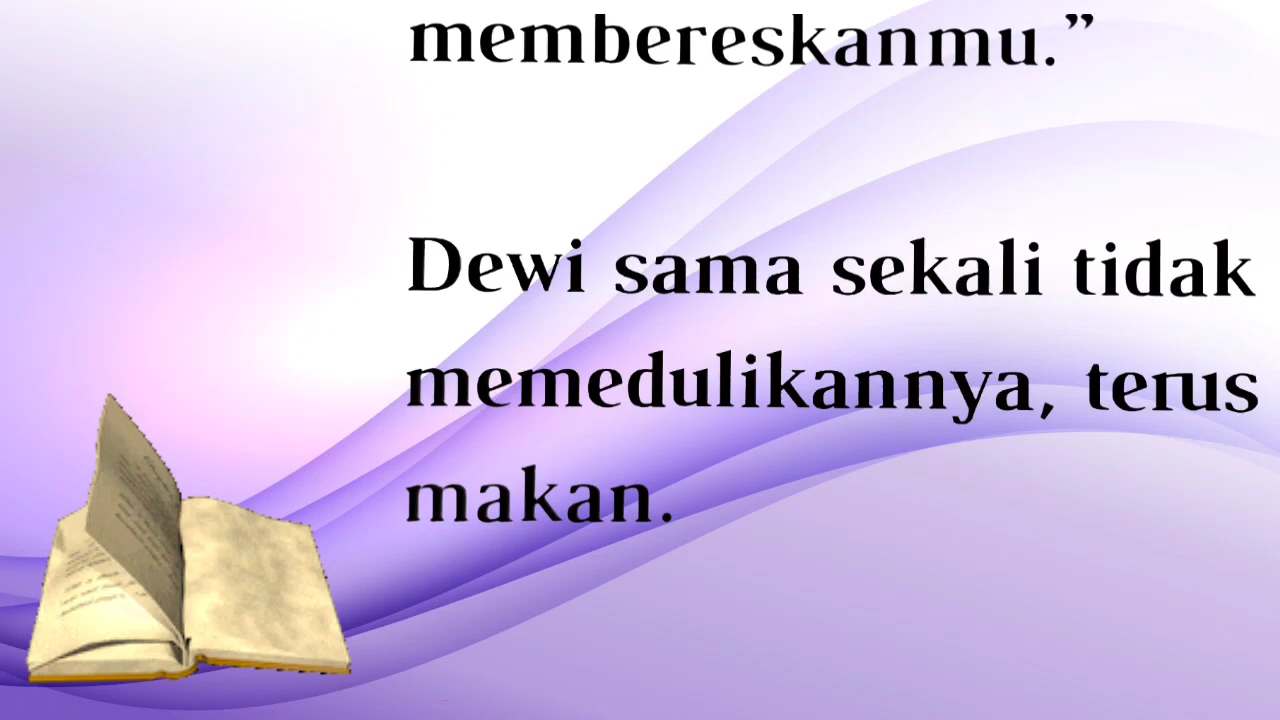 membereskanmu.”
Dewi sama sekali tidak
memedulikannya, terus
makan.